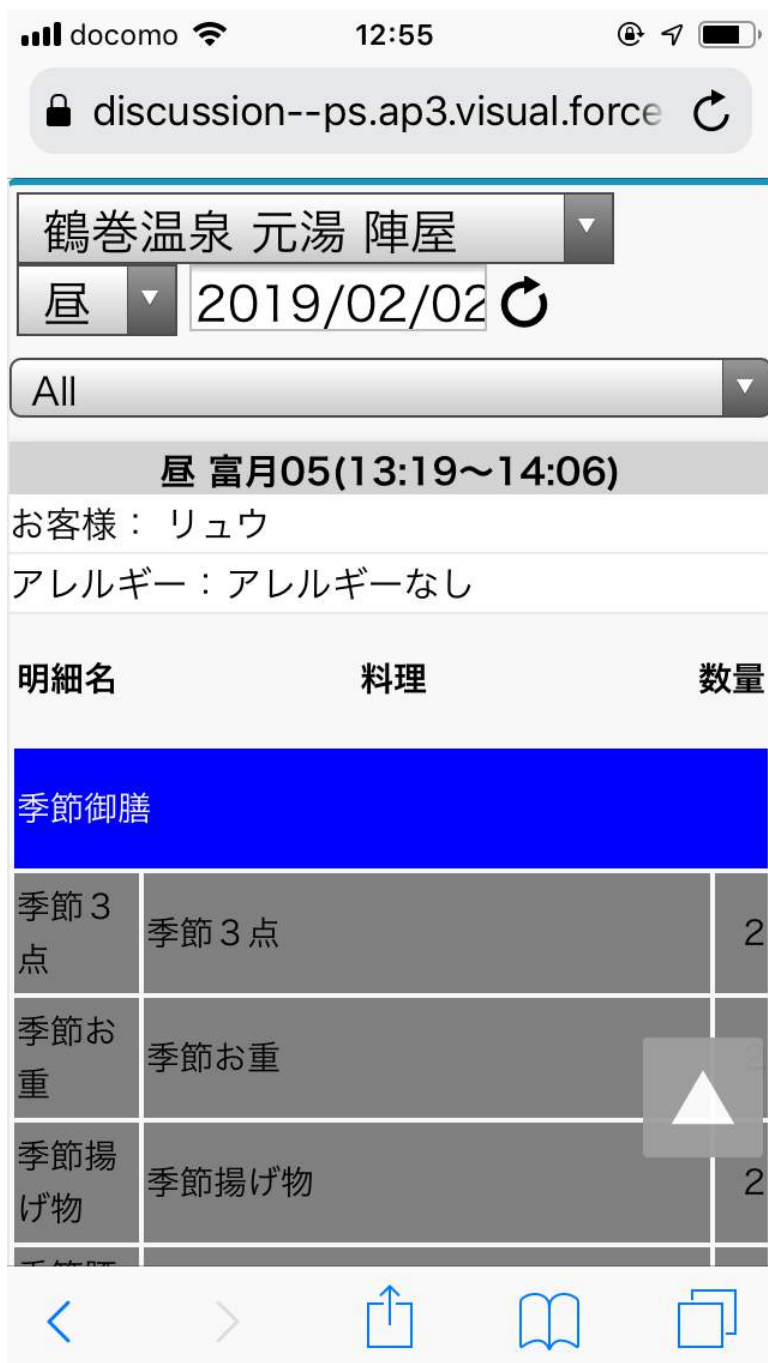 docomo 12:55
discussion--ps.ap3.visual.force
鶴巻温泉 元湯 陣屋
昼 2019/02/02
All
昼 富月05(13:19〜14:06)
お客様： リュウ
アレルギー：アレルギーなし
明細名 料理 数量
季節御膳
季節３点 季節３点 2
季節お重 季節お重 2
季節揚げ物 季節揚げ物 2